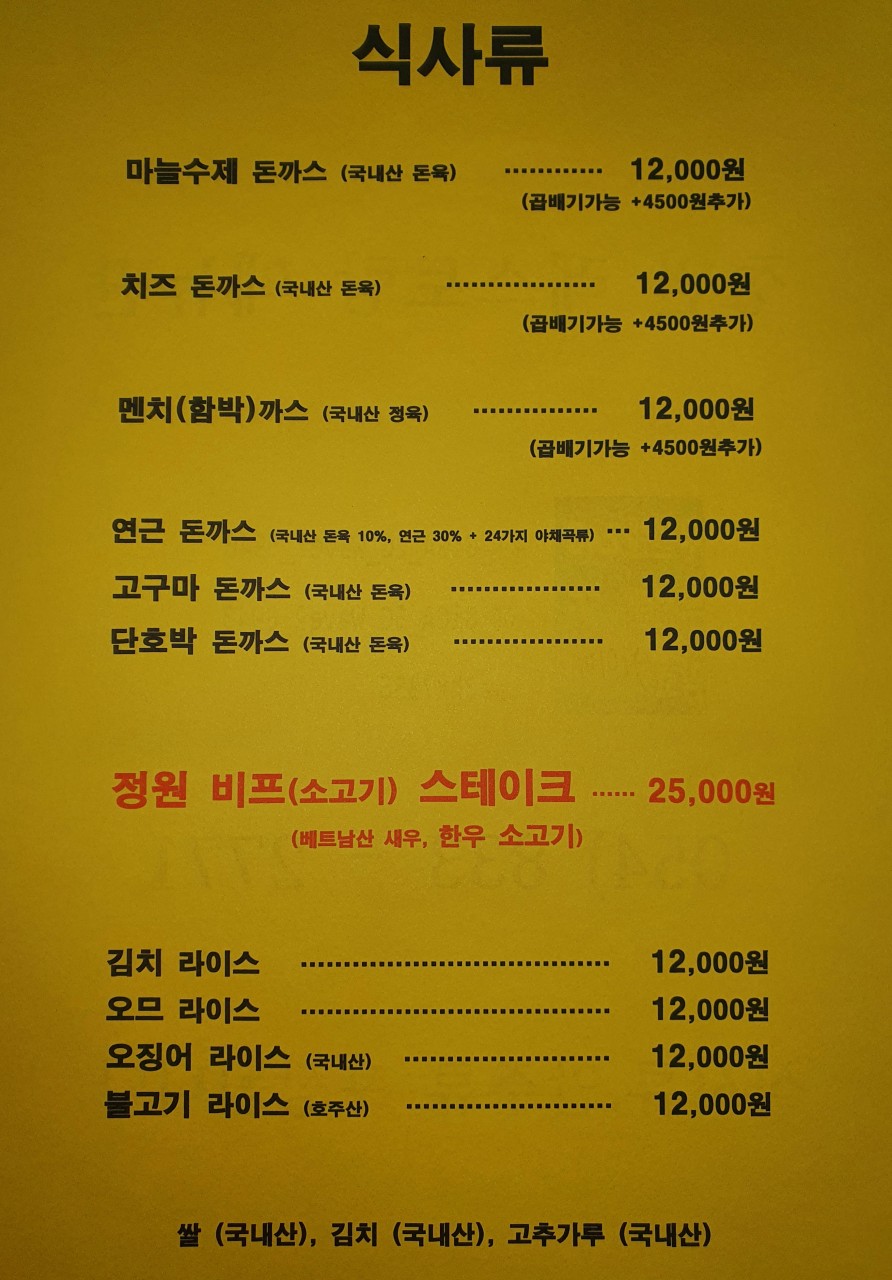 식사류
마늘수제 돈까스 (국내산 돈육) ············ 12,000원
(곱배기가능 +4500원추가)
치즈 돈까스 (국내산 돈육) ·················· 12,000원
(곱배기가능 +4500원추가)
멘치(함박)까스 (국내산 정육) ··············· 12,000원
(곱배기가능 +4500원추가)
연근 돈까스 (국내산 돈육 10%, 연근 30% + 24가지 야채곡류) ··· 12,000원
고구마 돈까스 (국내산 돈육) ·················· 12,000원
단호박 돈까스 (국내산 돈육) ·················· 12,000원
정원 비프(소고기) 스테이크 ······ 25,000원
(베트남산 새우, 한우 소고기)
김치 라이스 ····································· 12,000원
오므 라이스 ····································· 12,000원
오징어 라이스 (국내산) ························· 12,000원
불고기 라이스 (호주산) ························· 12,000원
쌀 (국내산), 김치 (국내산), 고추가루 (국내산)